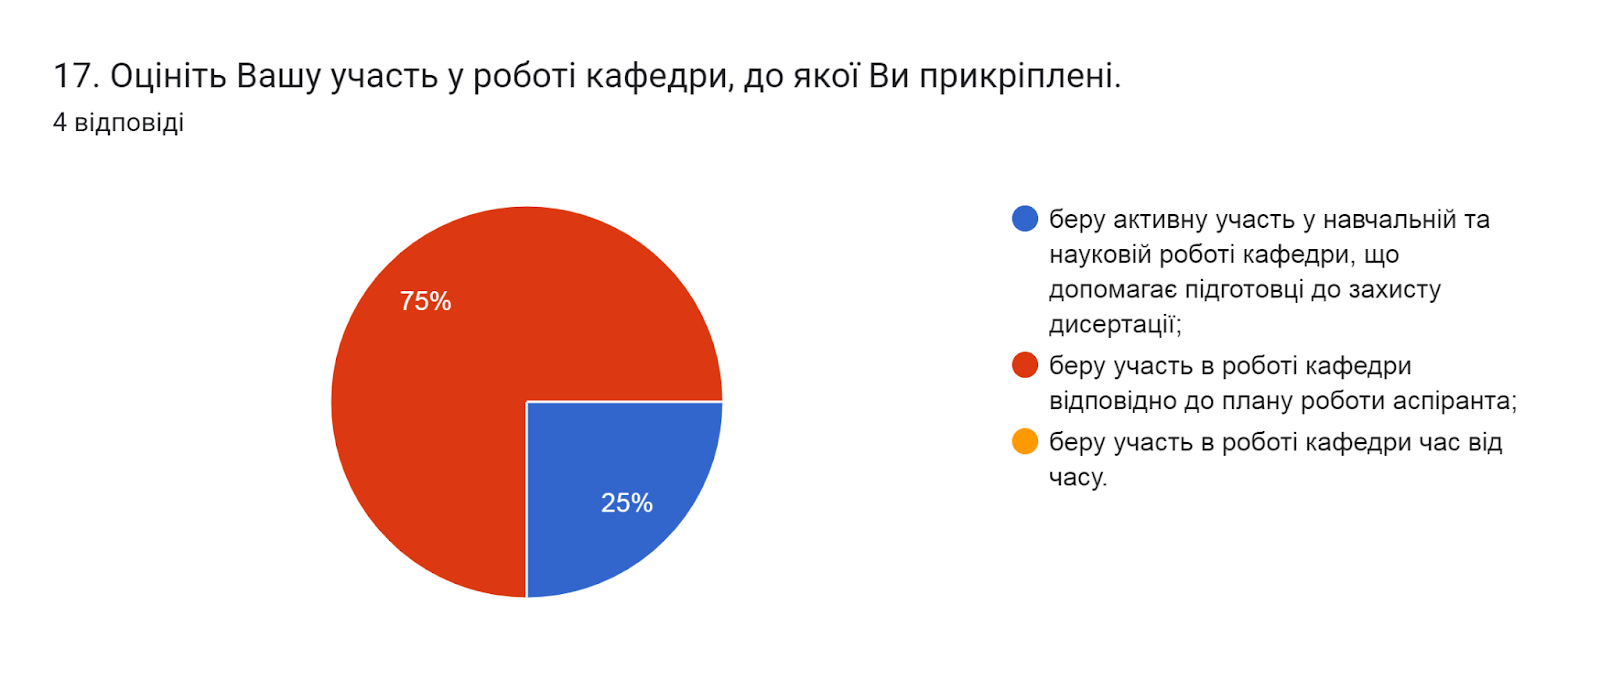 17. Оцініть Вашу участь у роботі кафедри, до якої Ви прикріплені.
4 відповіді
75%
25%
беру активну участь у навчальній та
науковій роботі кафедри, що
допомагає підготовці до захисту
дисертації;
беру участь в роботі кафедри
відповідно до плану роботи аспіранта;
беру участь в роботі кафедри час від
часу.